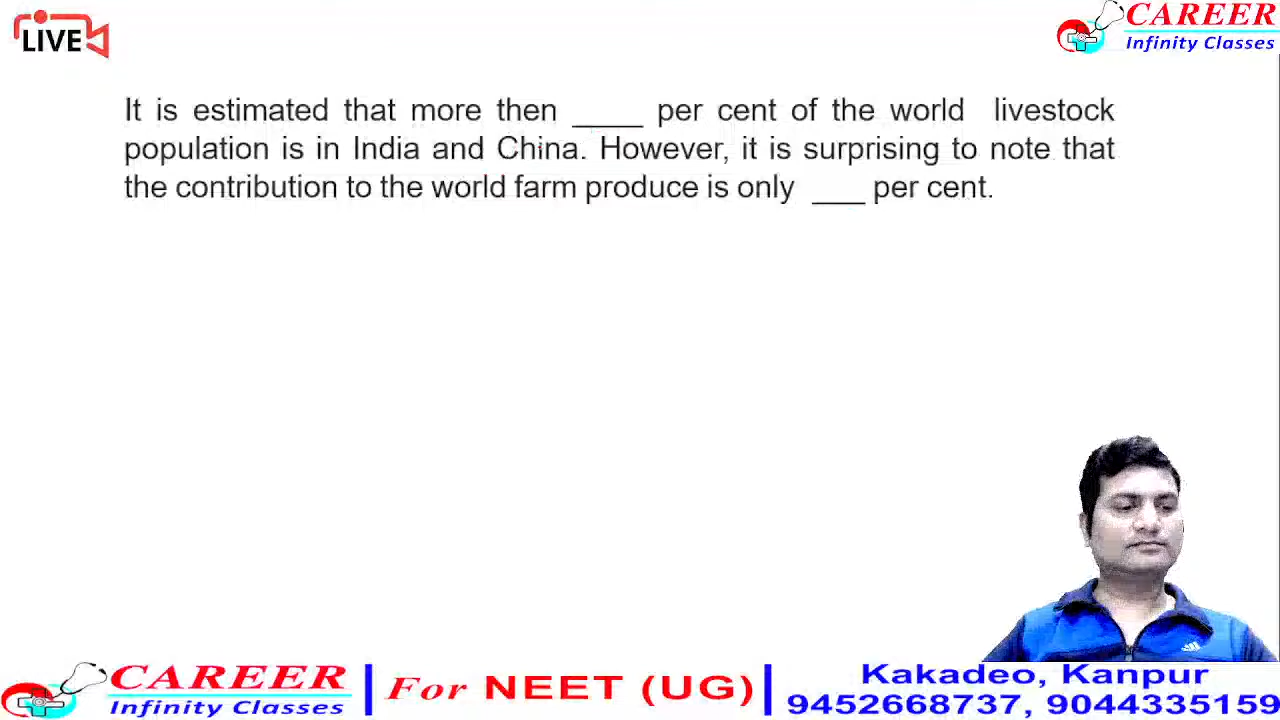 LIVE
CAREER
Infinity Classes
It is estimated that more then ____ per cent of the world livestock
population is in India and China. However, it is surprising to note that
the contribution to the world farm produce is only ___ per cent.
CAREER
Infinity Classes
For NEET (UG)
Kakadeo, Kanpur
9452668737, 9044335159